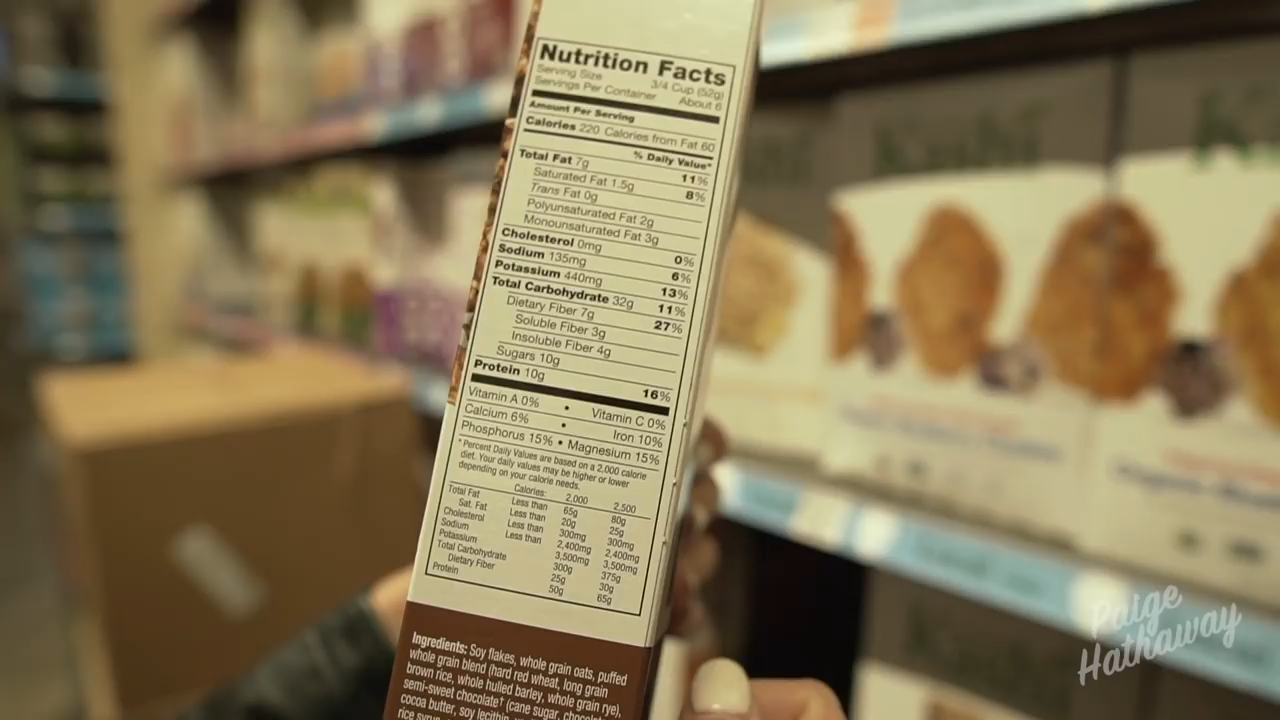 Nutrition Facts
Serving Size 3/4 Cup (52g)
Servings Per Container About 6
Amount Per Serving
Calories 220 Calories from Fat 60
% Daily Value*
Total Fat 7g 11%
Saturated Fat 1.5g 8%
Trans Fat 0g
Polyunsaturated Fat 2g
Monounsaturated Fat 3g
Cholesterol 0mg 0%
Sodium 135mg 6%
Potassium 440mg 13%
Total Carbohydrate 32g 11%
Dietary Fiber 7g 27%
Soluble Fiber 3g
Insoluble Fiber 4g
Sugars 10g
Protein 10g 16%
Vitamin A 0% • Vitamin C 0%
Calcium 6% • Iron 10%
Phosphorus 15% • Magnesium 15%
* Percent Daily Values are based on a 2,000 calorie
diet. Your daily values may be higher or lower
depending on your calorie needs.
Calories: 2,000 2,500
Total Fat Less than 65g 80g
Sat. Fat Less than 20g 25g
Cholesterol Less than 300mg 300mg
Sodium Less than 2,400mg 2,400mg
Potassium 3,500mg 3,500mg
Total Carbohydrate 300g 375g
Dietary Fiber 25g 30g
Protein 50g 65g
Ingredients: Soy flakes, whole grain oats, puffed
whole grain blend (hard red wheat, long grain
brown rice, whole hulled barley, whole grain rye),
semi-sweet chocolate† (cane sugar,
cocoa butter, soy lecithin,
Paige
Hathaway